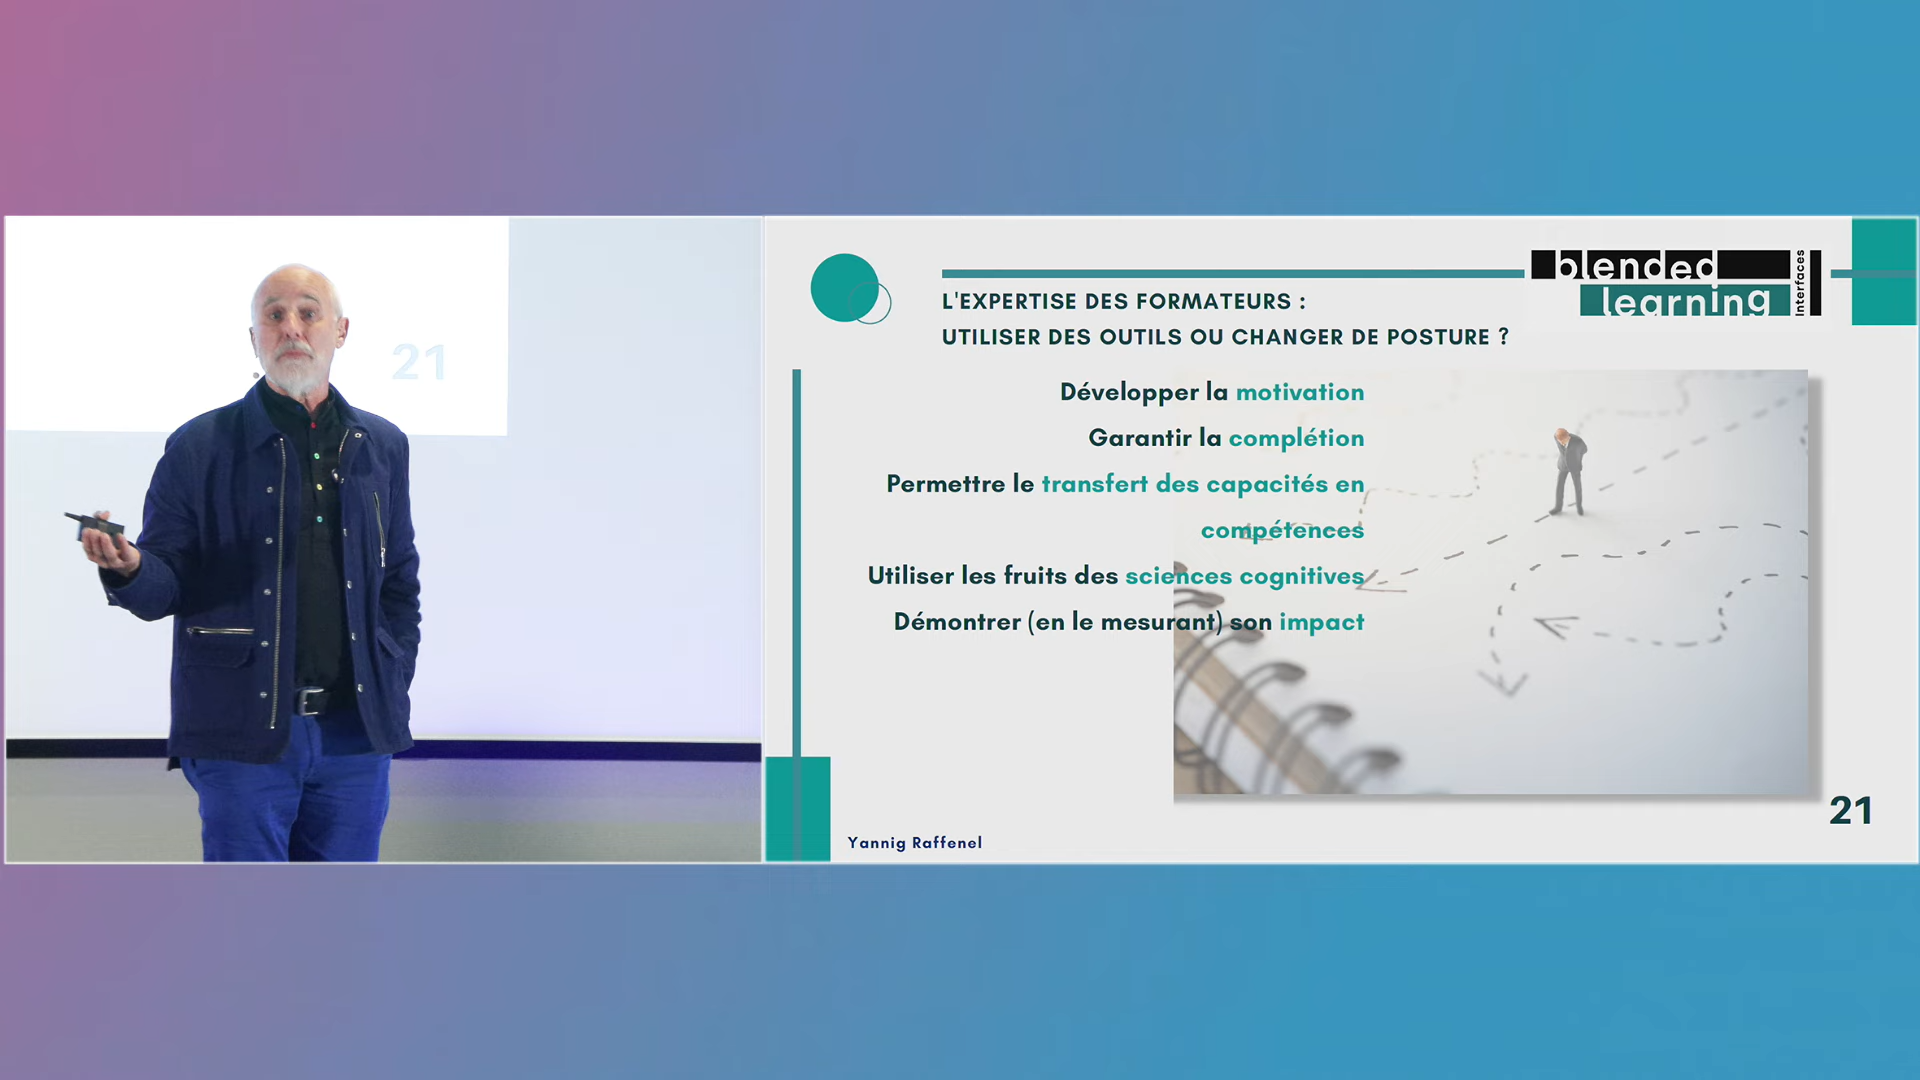 21
blended
learning
Interfaces
L'EXPERTISE DES FORMATEURS :
UTILISER DES OUTILS OU CHANGER DE POSTURE ?
Développer la motivation
Garantir la complétion
Permettre le transfert des capacités en
compétences
Utiliser les fruits des sciences cognitives
Démontrer (en le mesurant) son impact
21
Yannig Raffenel